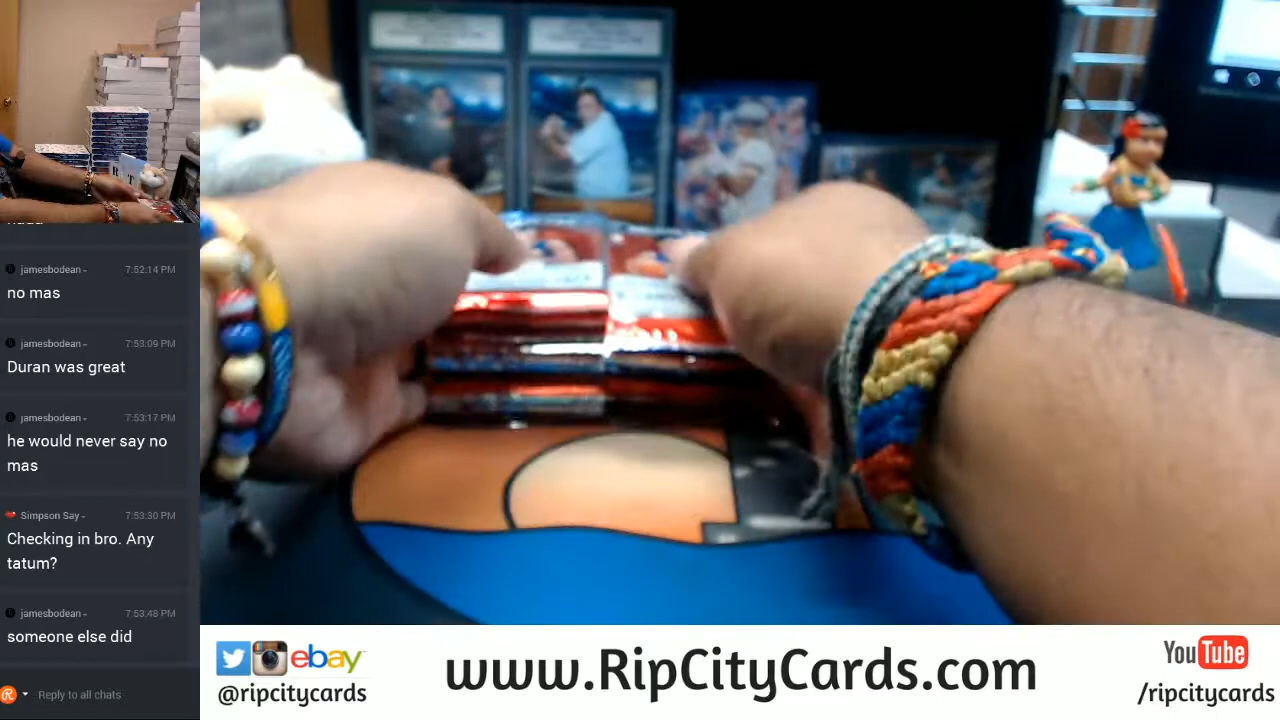 jamesbodean
7:52:14 PM
no mas
jamesbodean
7:53:09 PM
Duran was great
jamesbodean
7:53:17 PM
he would never say no
mas
Simpson Say
7:53:30 PM
Checking in bro. Any
tatum?
jamesbodean
7:53:48 PM
someone else did
Reply to all chats
ebay
@ripcitycards
www.RipCityCards.com
YouTube
/ripcitycards